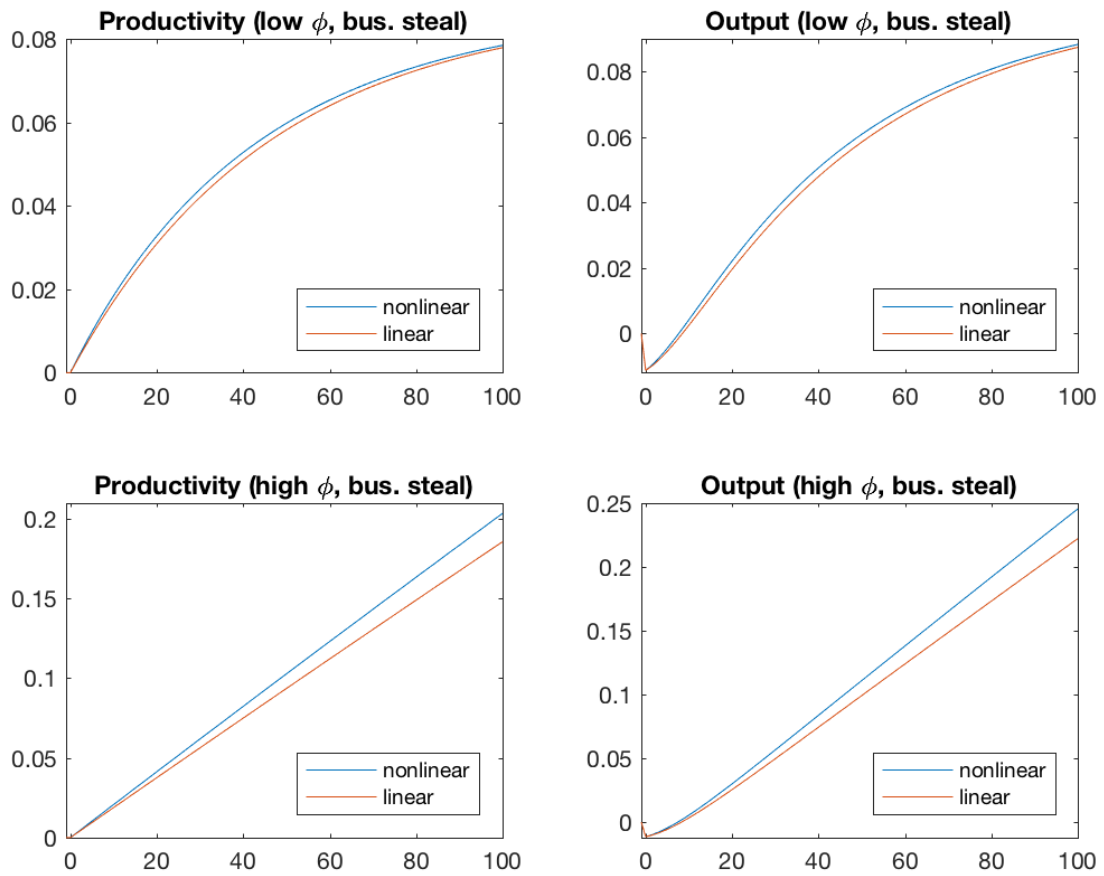 Productivity (low ϕ, bus. steal)
0.08
0.06
0.04
0.02
0
0 20 40 60 80 100
nonlinear
linear
Output (low ϕ, bus. steal)
0.08
0.06
0.04
0.02
0
0 20 40 60 80 100
nonlinear
linear
Productivity (high ϕ, bus. steal)
0.2
0.15
0.1
0.05
0
0 20 40 60 80 100
nonlinear
linear
Output (high ϕ, bus. steal)
0.25
0.2
0.15
0.1
0.05
0
0 20 40 60 80 100
nonlinear
linear